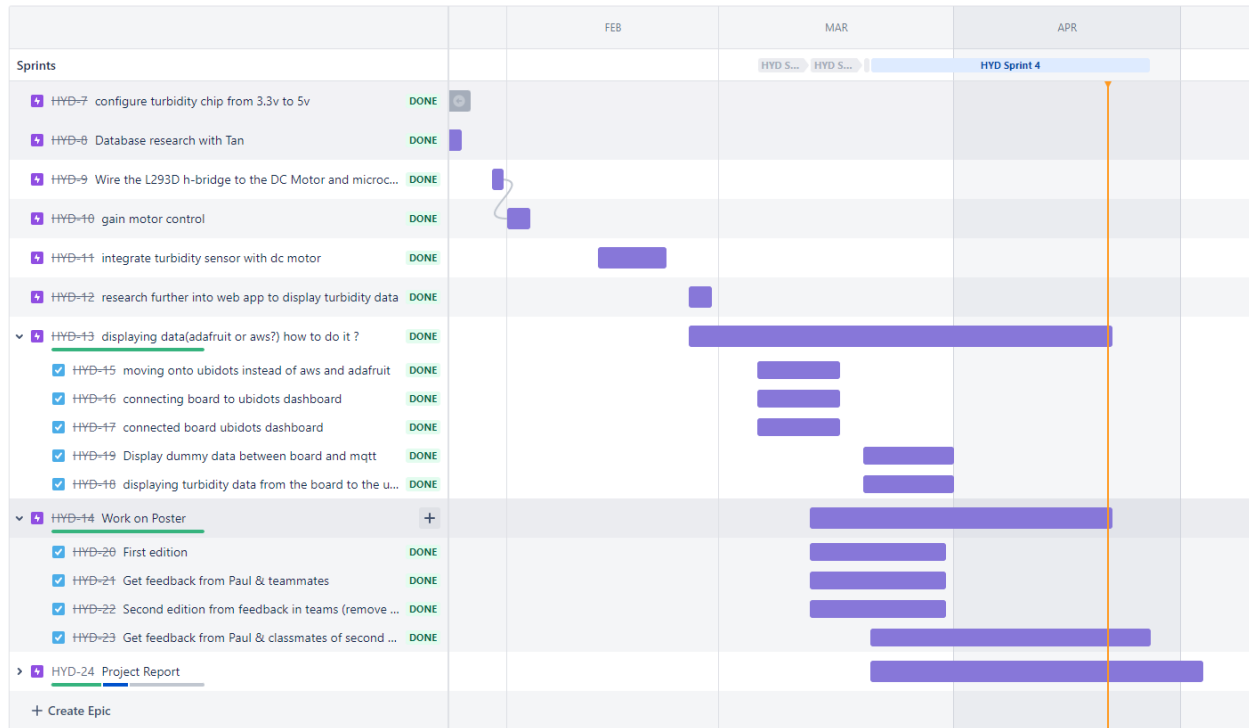 FEB MAR APR
Sprints HYD S... HYD S... HYD Sprint 4
HYD-7 configure turbidity chip from 3.3v to 5v DONE
HYD-8 Database research with Tan DONE
HYD-9 Wire the L293D h-bridge to the DC Motor and microc... DONE
HYD-10 gain motor control DONE
HYD-11 integrate turbidity sensor with dc motor DONE
HYD-12 research further into web app to display turbidity data DONE
HYD-13 displaying data(adafruit or aws?) how to do it ? DONE
HYD-15 moving onto ubidots instead of aws and adafruit DONE
HYD-16 connecting board to ubidots dashboard DONE
HYD-17 connected board ubidots dashboard DONE
HYD-19 Display dummy data between board and mqtt DONE
HYD-18 displaying turbidity data from the board to the u... DONE
HYD-14 Work on Poster
HYD-20 First edition DONE
HYD-21 Get feedback from Paul & teammates DONE
HYD-22 Second edition from feedback in teams (remove ... DONE
HYD-23 Get feedback from Paul & classmates of second ... DONE
HYD-24 Project Report
+ Create Epic